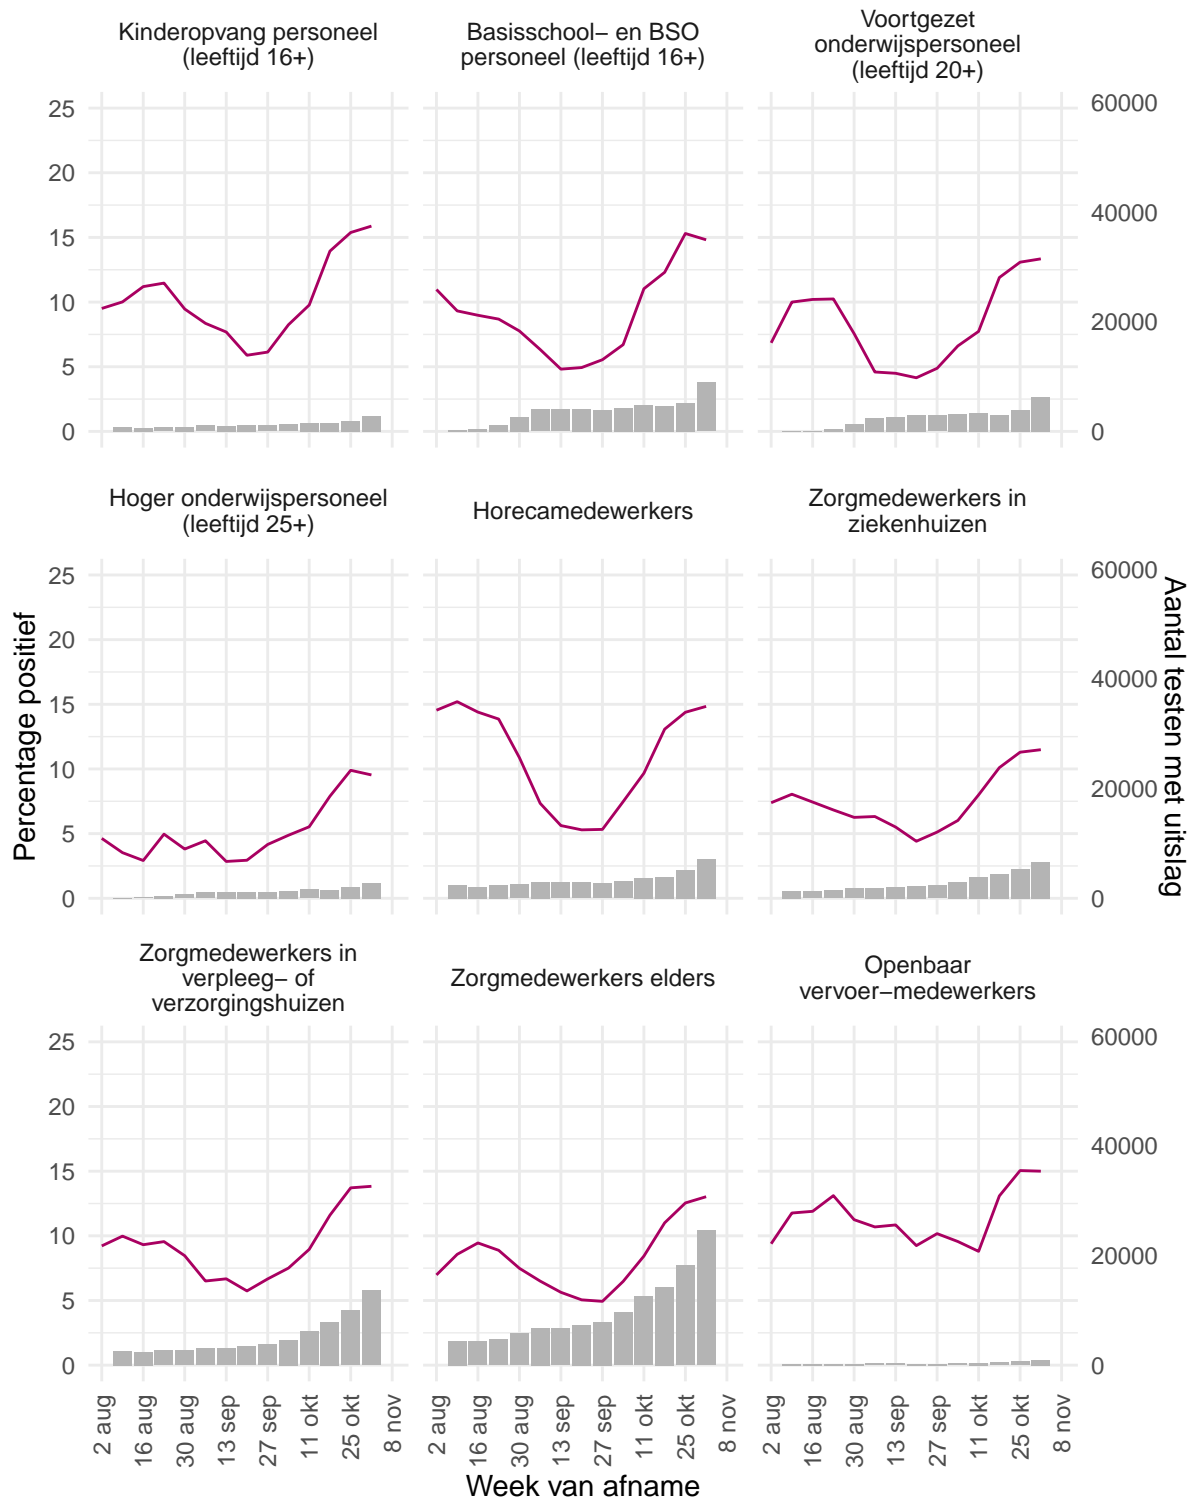 Kinderopvang personeel
(leeftijd 16+)
Basisschool− en BSO
personeel (leeftijd 16+)
Voortgezet
onderwijspersoneel
(leeftijd 20+)
25
20
15
10
5
0
60000
40000
20000
0
Hoger onderwijspersoneel
(leeftijd 25+)
Horecamedewerkers
Zorgmedewerkers in
ziekenhuizen
25
20
15
10
5
0
60000
40000
20000
0
Percentage positief
Aantal testen met uitslag
Zorgmedewerkers in
verpleeg− of
verzorgingshuizen
Zorgmedewerkers elders
Openbaar
vervoer−medewerkers
25
20
15
10
5
0
60000
40000
20000
0
2 aug
16 aug
30 aug
13 sep
27 sep
11 okt
25 okt
8 nov
2 aug
16 aug
30 aug
13 sep
27 sep
11 okt
25 okt
8 nov
2 aug
16 aug
30 aug
13 sep
27 sep
11 okt
25 okt
8 nov
Week van afname